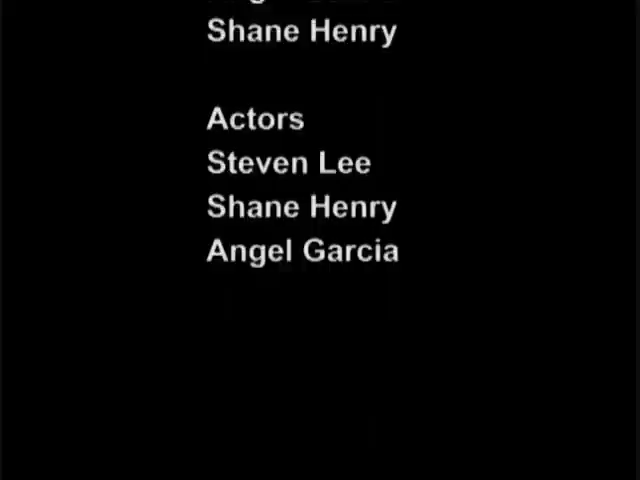 Shane Henry
Actors
Steven Lee
Shane Henry
Angel Garcia